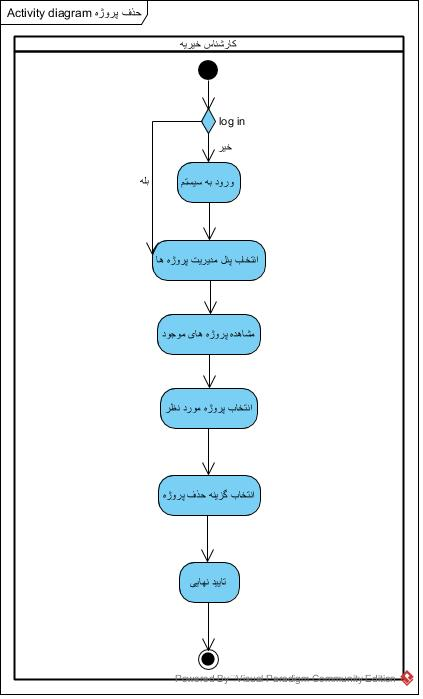 Activity diagram حذف پروژه
کارشناس خیریه
log in
خیر
بله
ورود به سیستم
انتخاب پنل مدیریت پروژه ها
مشاهده پروژه های موجود
انتخاب پروژه مورد نظر
انتخاب گزینه حذف پروژه
تایید نهایی
Powered By Visual Paradigm Community Edition